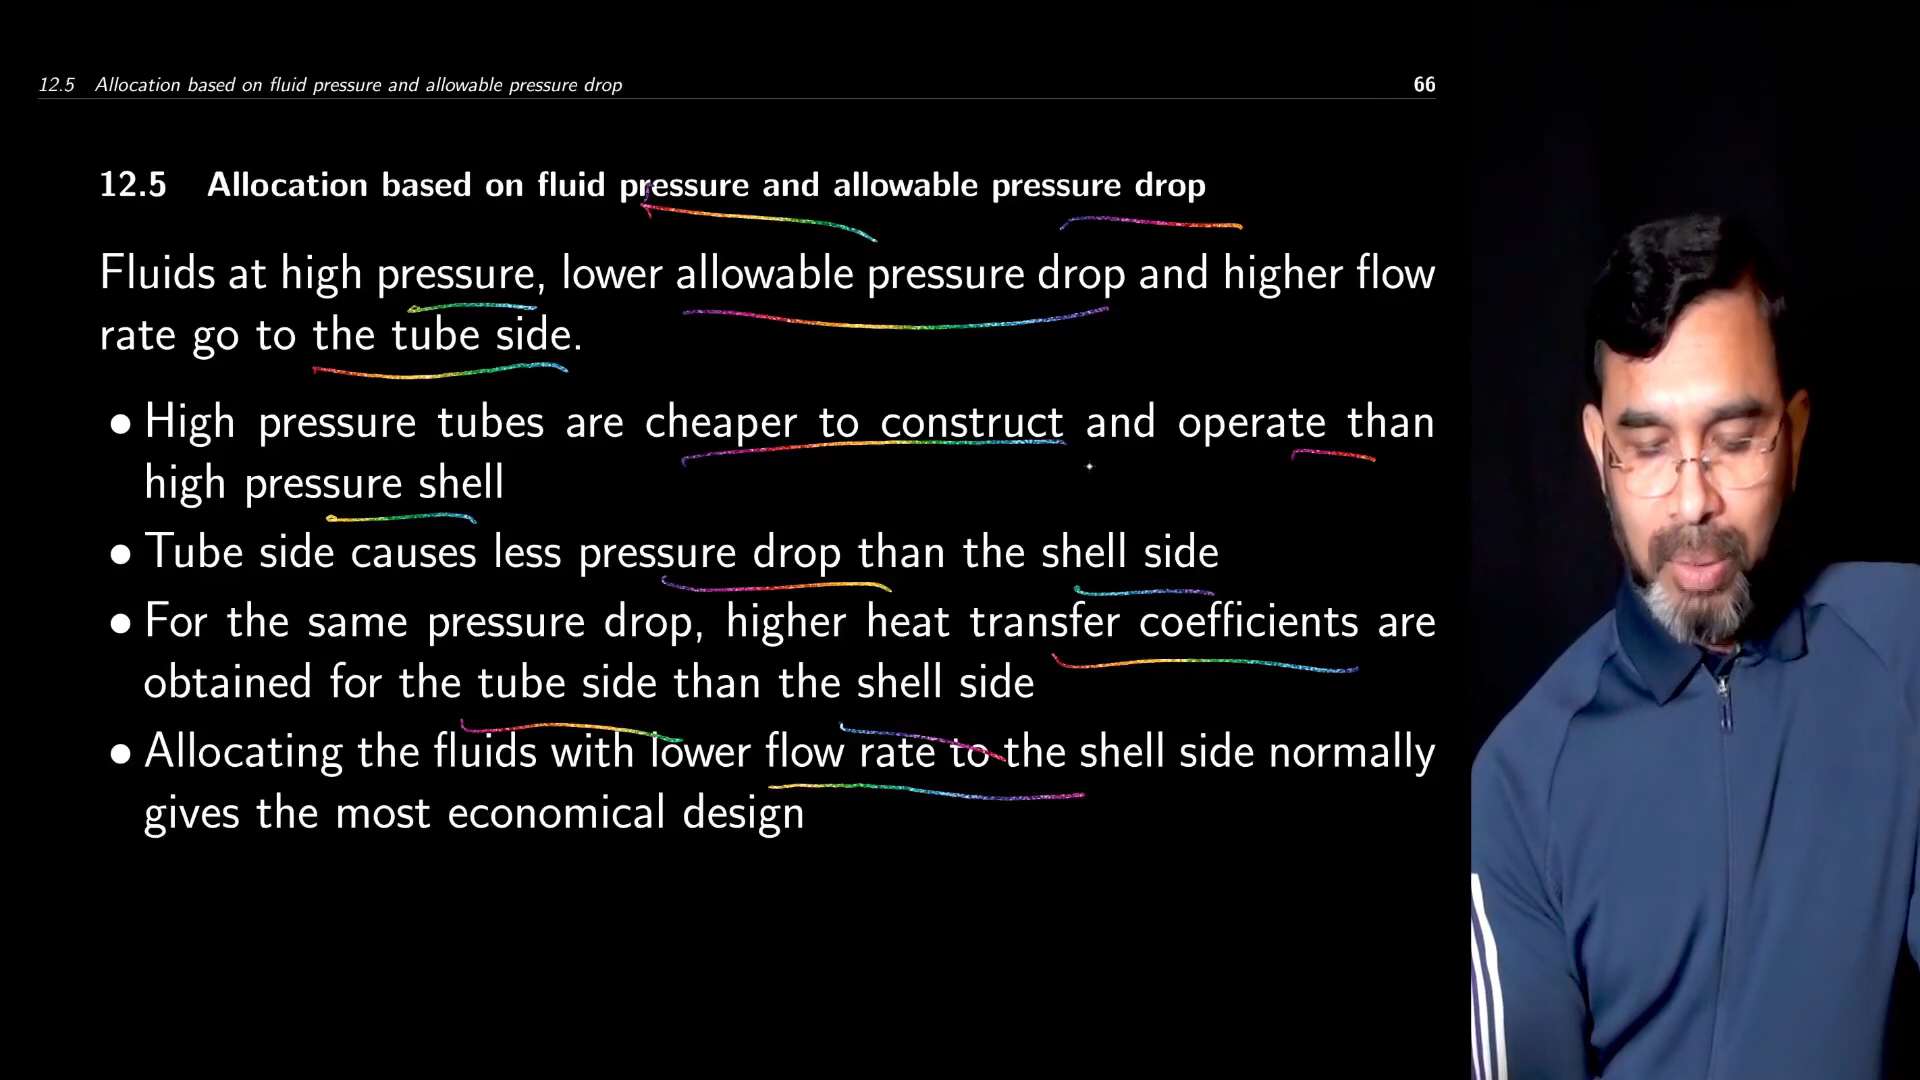 12.5 Allocation based on fluid pressure and allowable pressure drop 66
12.5 Allocation based on fluid pressure and allowable pressure drop
Fluids at high pressure, lower allowable pressure drop and higher flow
rate go to the tube side.
● High pressure tubes are cheaper to construct and operate than
high pressure shell
● Tube side causes less pressure drop than the shell side
● For the same pressure drop, higher heat transfer coefficients are
obtained for the tube side than the shell side
● Allocating the fluids with lower flow rate to the shell side normally
gives the most economical design